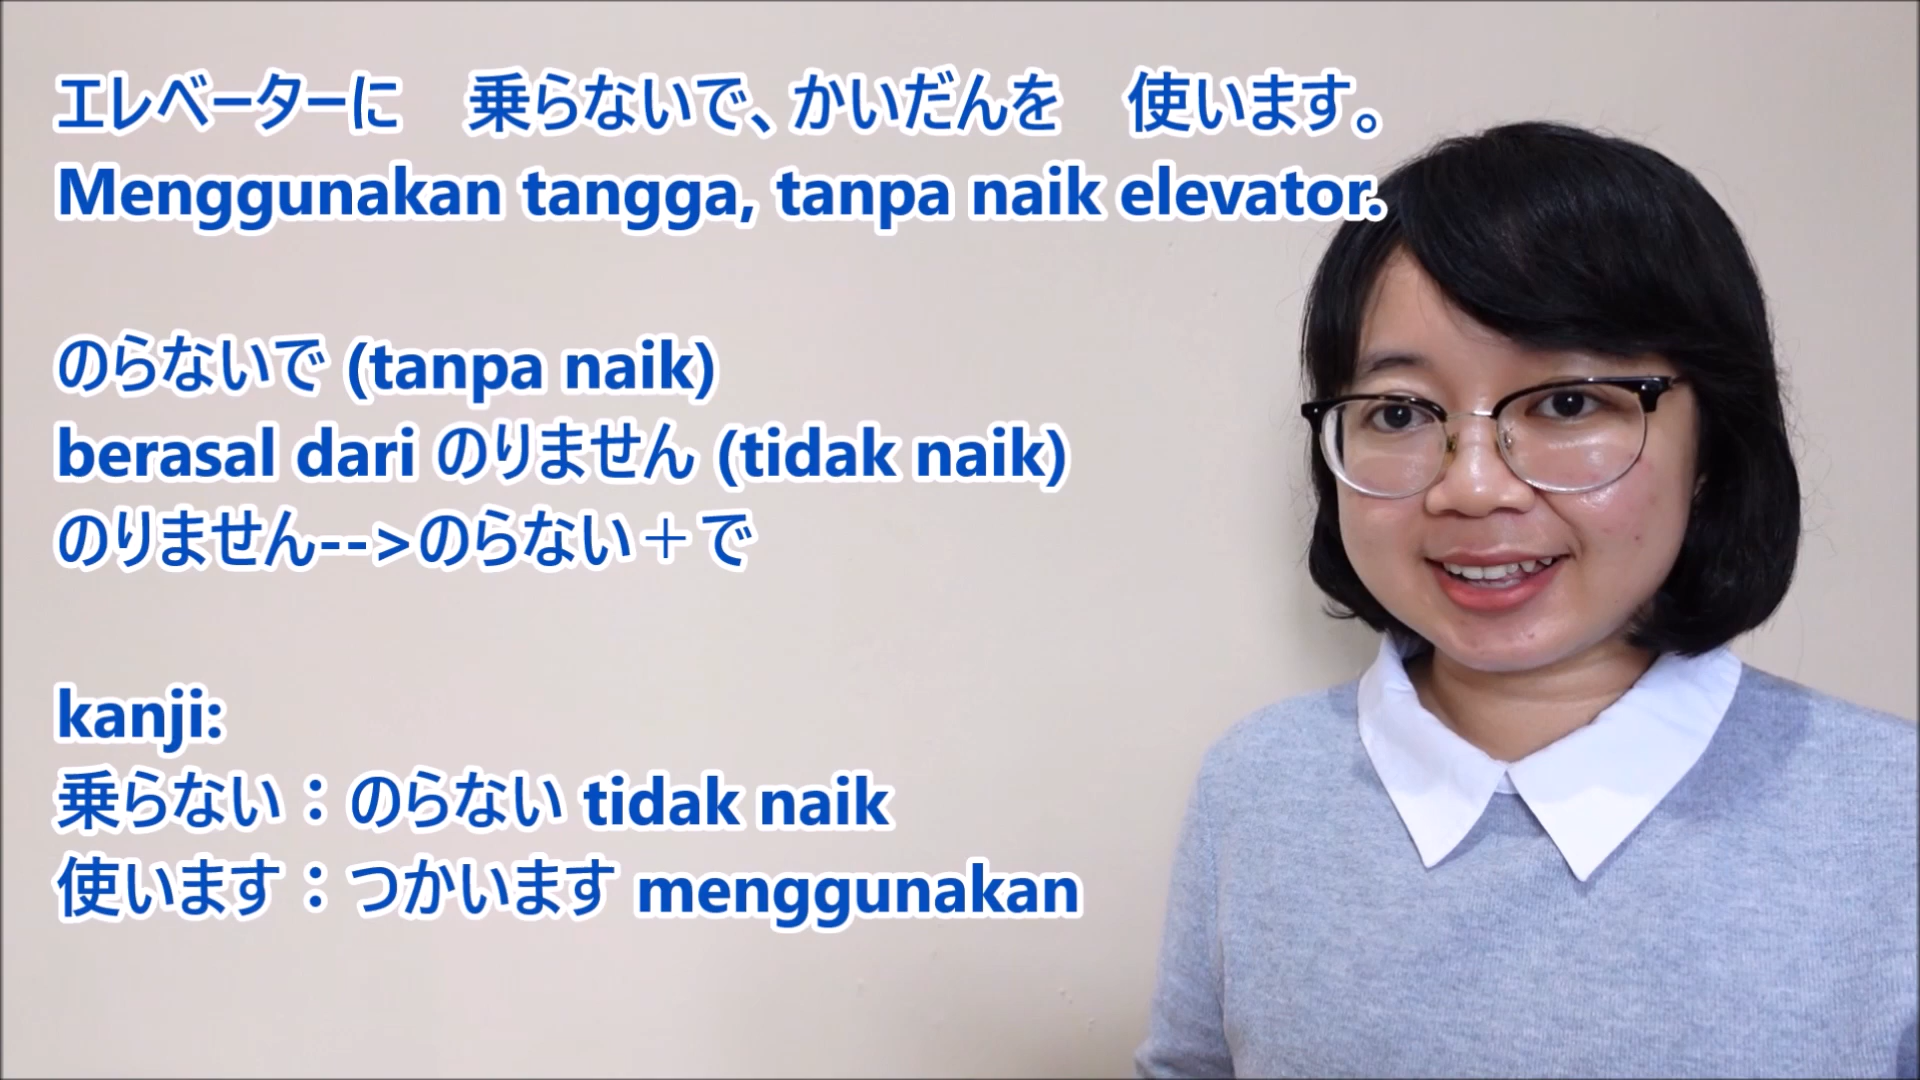 エレベーターに　乗らないで、かいだんを　使います。
Menggunakan tangga, tanpa naik elevator.
のらないで (tanpa naik)
berasal dari のりません (tidak naik)
のりません-->のらない＋で
kanji:
乗らない：のらない tidak naik
使います：つかいます menggunakan